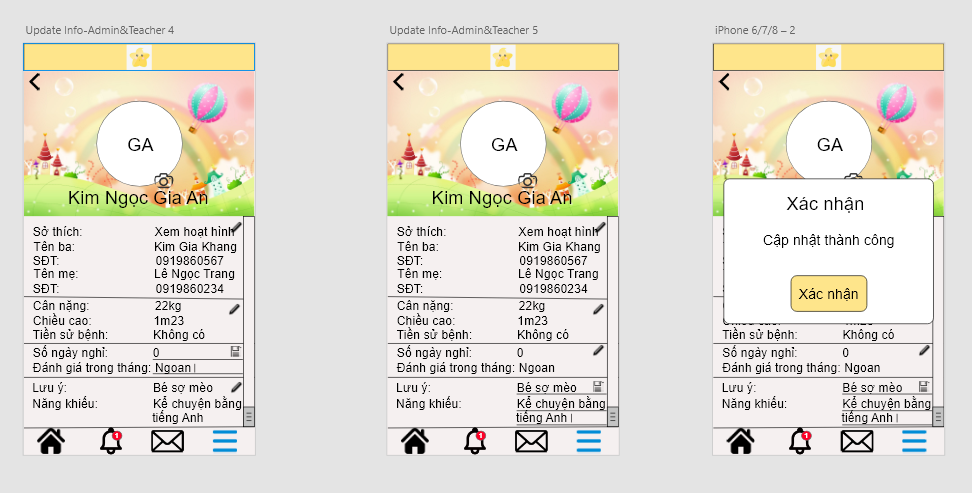 Update Info-Admin&Teacher 4
GA
Kim Ngọc Gia An
Sở thích: Xem hoạt hình
Tên ba: Kim Gia Khang
SĐT: 0919860567
Tên mẹ: Lê Ngọc Trang
SĐT: 0919860234
Cân nặng: 22kg
Chiều cao: 1m23
Tiền sử bệnh: Không có
Số ngày nghỉ: 0
Đánh giá trong tháng: Ngoan
Lưu ý: Bé sợ mèo
Năng khiếu: Kể chuyện bằng
tiếng Anh
1
Update Info-Admin&Teacher 5
GA
Kim Ngọc Gia An
Sở thích: Xem hoạt hình
Tên ba: Kim Gia Khang
SĐT: 0919860567
Tên mẹ: Lê Ngọc Trang
SĐT: 0919860234
Cân nặng: 22kg
Chiều cao: 1m23
Tiền sử bệnh: Không có
Số ngày nghỉ: 0
Đánh giá trong tháng: Ngoan
Lưu ý: Bé sợ mèo
Năng khiếu: Kể chuyện bằng
tiếng Anh
1
iPhone 6/7/8 – 2
GA
Xác nhận
Cập nhật thành công
Xác nhận
Tiền sử bệnh: Không có
Số ngày nghỉ: 0
Đánh giá trong tháng: Ngoan
Lưu ý: Bé sợ mèo
Năng khiếu: Kể chuyện bằng
tiếng Anh
1